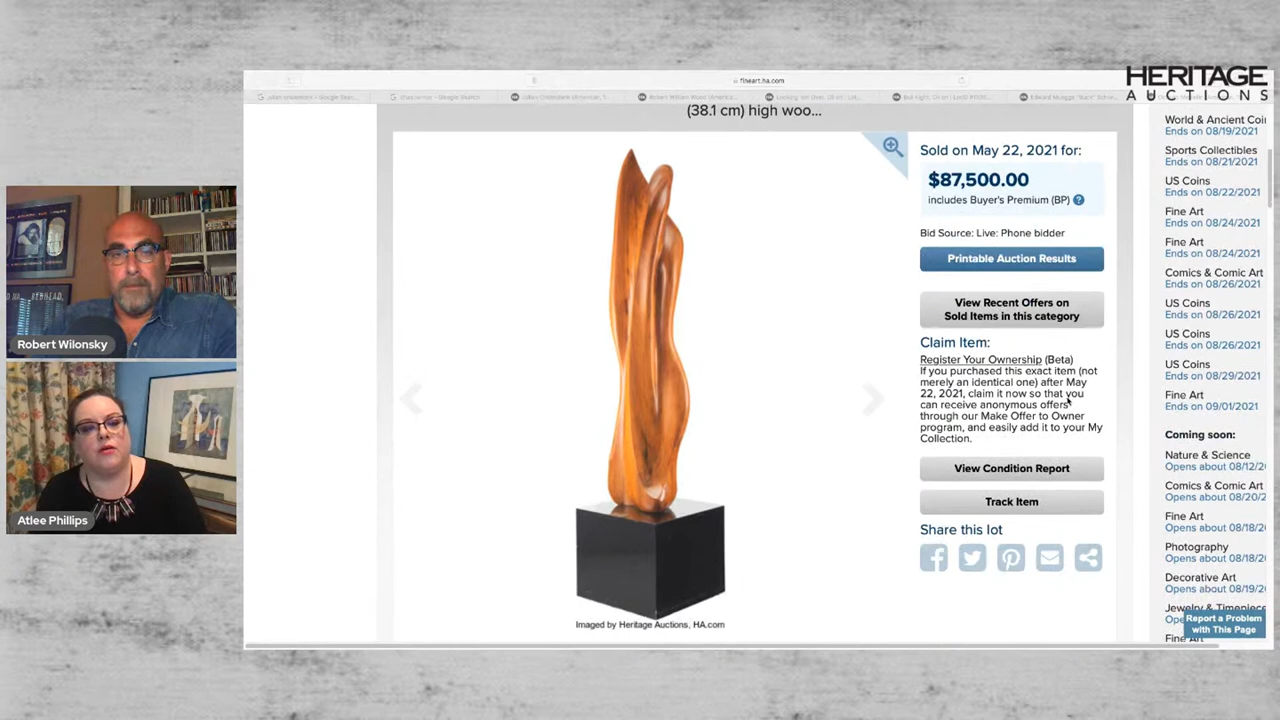 HERITAGE
AUCTIONS
fineart.ha.com
(38.1 cm) high woo...
Sold on May 22, 2021 for:
$87,500.00
includes Buyer's Premium (BP) ?
Bid Source: Live: Phone bidder
Printable Auction Results
View Recent Offers on
Sold Items in this category
Claim Item:
Register Your Ownership (Beta)
If you purchased this exact item (not
merely an identical one) after May
22, 2021, claim it now so that you
can receive anonymous offers
through our Make Offer to Owner
program, and easily add it to your My
Collection.
View Condition Report
Track Item
Share this lot
Imaged by Heritage Auctions, HA.com
World & Ancient Coi
Ends on 08/19/2021
Sports Collectibles
Ends on 08/21/2021
US Coins
Ends on 08/22/2021
Fine Art
Ends on 08/24/2021
Fine Art
Ends on 08/24/2021
Comics & Comic Art
Ends on 08/26/2021
US Coins
Ends on 08/26/2021
US Coins
Ends on 08/26/2021
US Coins
Ends on 08/29/2021
Fine Art
Ends on 09/01/2021
Coming soon:
Nature & Science
Opens about 08/12/
Comics & Comic Art
Opens about 08/20/2
Fine Art
Opens about 08/18/2
Photography
Opens about 08/18/2
Decorative Art
Opens about 08/19/2
Jewelry & Timepiece
Ope
Report a Problem
with This Page
Fine Art
Robert Wilonsky
Atlee Phillips